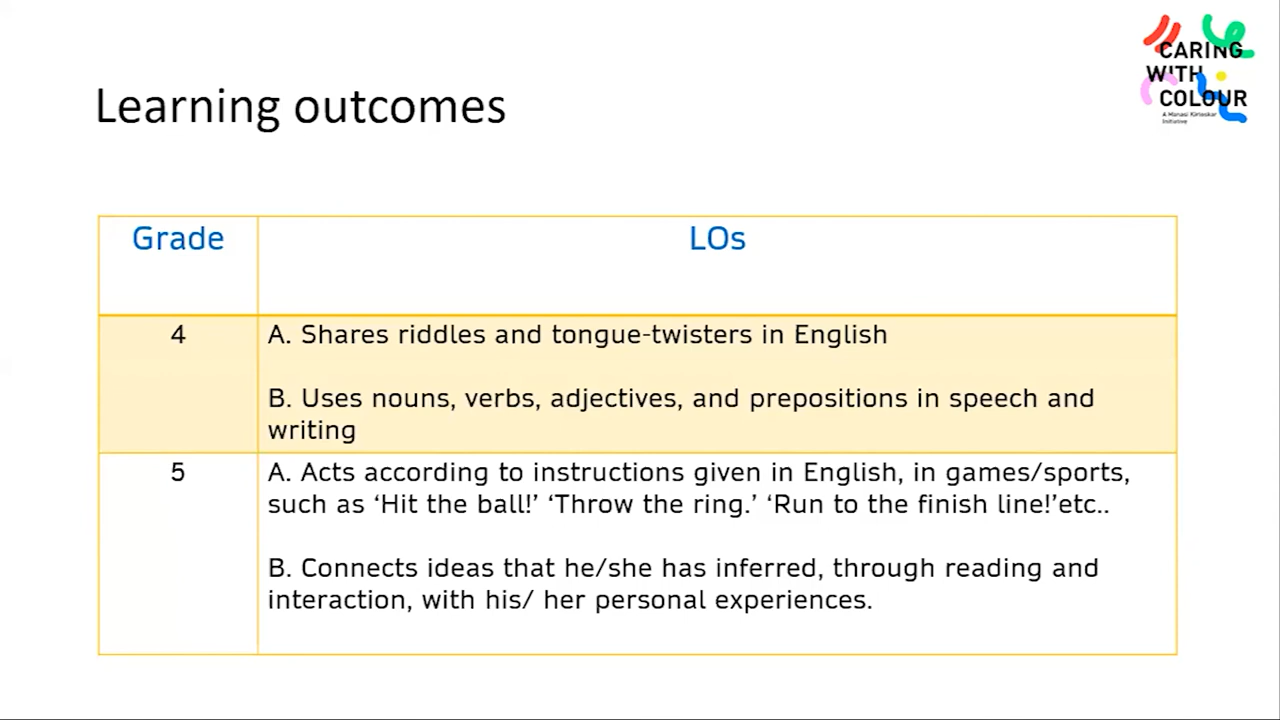 CARING
WITH
COLOUR
A Manasi Kirloskar
Initiative
Learning outcomes
Grade
LOs
4
A. Shares riddles and tongue-twisters in English
B. Uses nouns, verbs, adjectives, and prepositions in speech and
writing
5
A. Acts according to instructions given in English, in games/sports,
such as ‘Hit the ball!’ ‘Throw the ring.’ ‘Run to the finish line!’etc..
B. Connects ideas that he/she has inferred, through reading and
interaction, with his/ her personal experiences.